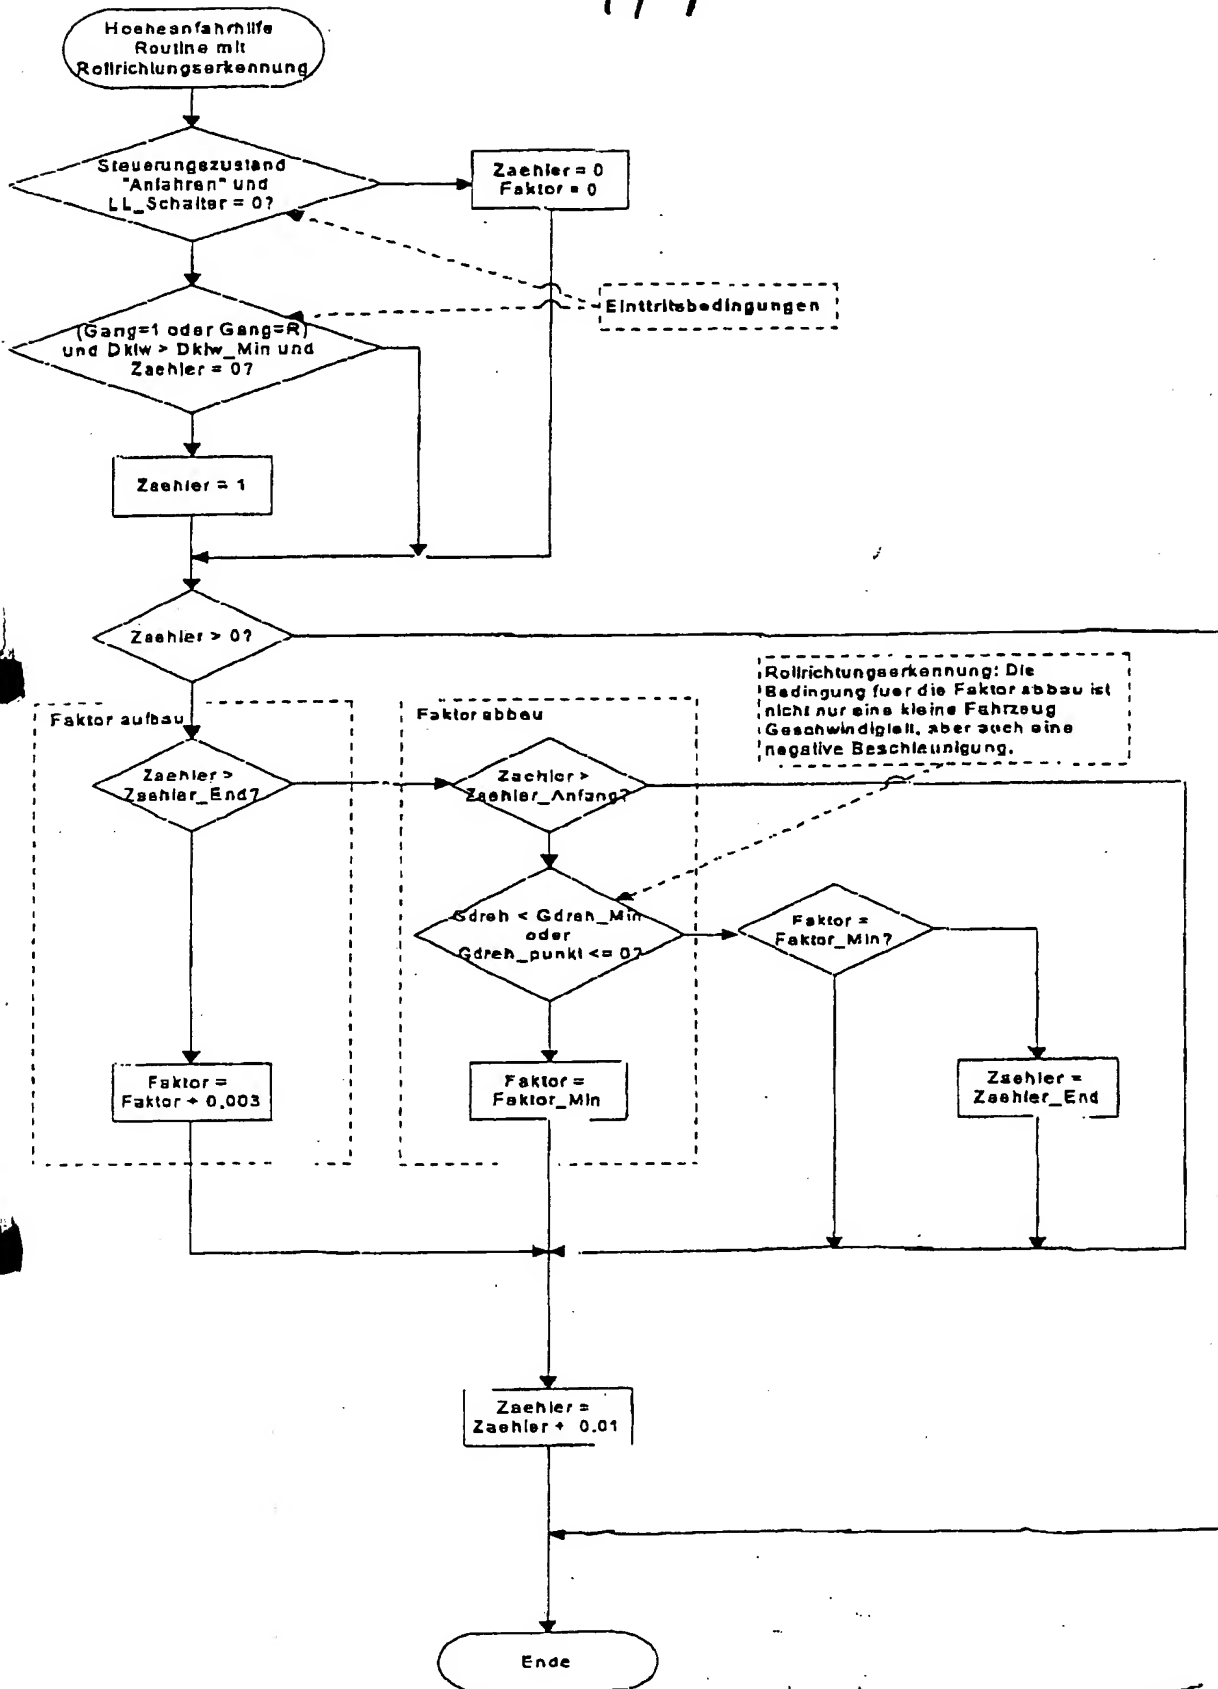 Hoeheanfahrhilfe
Routine mit
Rollrichtungserkennung
Steuerungszustand
"Anfahren" und
LL_Schalter = 0?
Zaehler = 0
Faktor = 0
Einttritsbedingungen
(Gang=1 oder Gang=R)
und Dklw > Dklw_Min und
Zaehler = 0?
Zaehler = 1
Zaehler > 0?
Rollrichtungserkennung: Die
Bedingung fuer die Faktor abbau ist
nicht nur eine kleine Fahrzeug
Geschwindigleit, aber auch eine
negative Beschleunigung.
Faktor aufbau
Faktor abbau
Zaehler >
Zaehler_End?
Zaehler >
Zaehler_Anfang?
Gdreh < Gdreh_Min
oder
Gdreh_punkt <= 0?
Faktor =
Faktor_Min?
Faktor =
Faktor + 0,003
Faktor =
Faktor_Min
Zaehler =
Zaehler_End
Zaehler =
Zaehler + 0.01
Ende